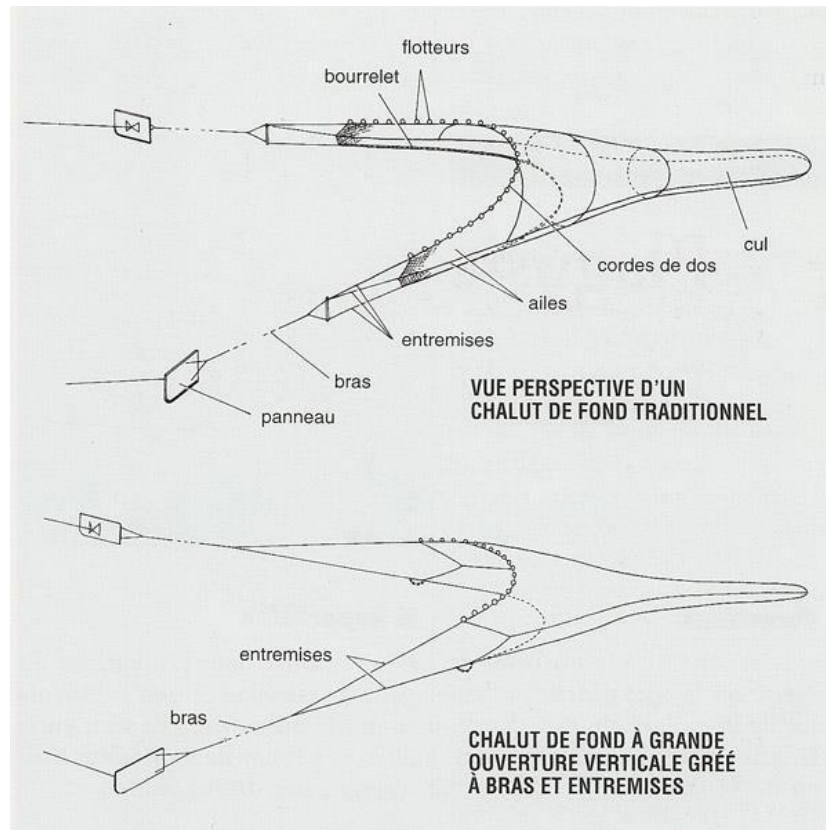 flotteurs
bourrelet
cul
cordes de dos
ailes
entremises
bras
panneau
VUE PERSPECTIVE D'UN
CHALUT DE FOND TRADITIONNEL
entremises
bras
CHALUT DE FOND À GRANDE
OUVERTURE VERTICALE GRÉÉ
À BRAS ET ENTREMISES